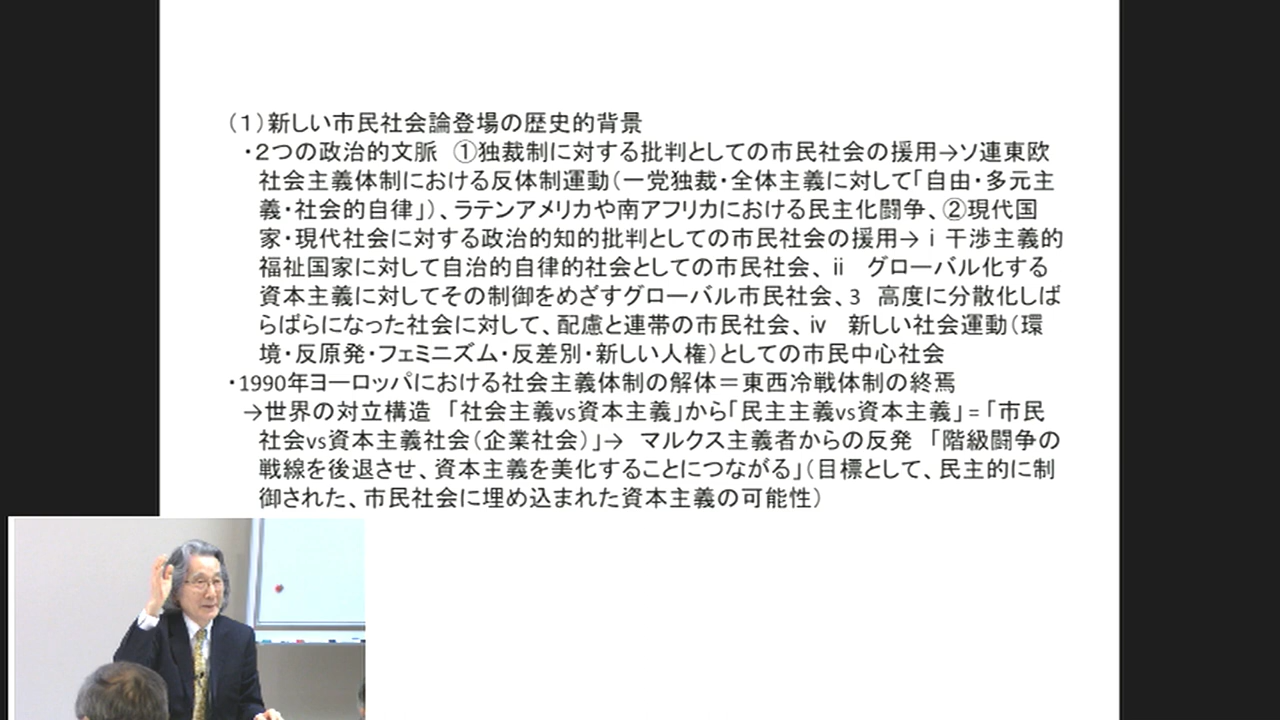 （１）新しい市民社会論登場の歴史的背景
・２つの政治的文脈　①独裁制に対する批判としての市民社会の援用→ソ連東欧
社会主義体制における反体制運動（一党独裁・全体主義に対して「自由・多元主
義・社会的自律」）、ラテンアメリカや南アフリカにおける民主化闘争、②現代国
家・現代社会に対する政治的知的批判としての市民社会の援用→ⅰ干渉主義的
福祉国家に対して自治的自律的社会としての市民社会、ⅱ　グローバル化する
資本主義に対してその制御をめざすグローバル市民社会、3　高度に分散化しば
らばらになった社会に対して、配慮と連帯の市民社会、ⅳ　新しい社会運動（環
境・反原発・フェミニズム・反差別・新しい人権）としての市民中心社会
・1990年ヨーロッパにおける社会主義体制の解体＝東西冷戦体制の終焉
→世界の対立構造　「社会主義vs資本主義」から「民主主義vs資本主義」=「市民
社会vs資本主義社会（企業社会）」→　マルクス主義者からの反発　「階級闘争の
戦線を後退させ、資本主義を美化することにつながる」（目標として、民主的に制
御された、市民社会に埋め込まれた資本主義の可能性）